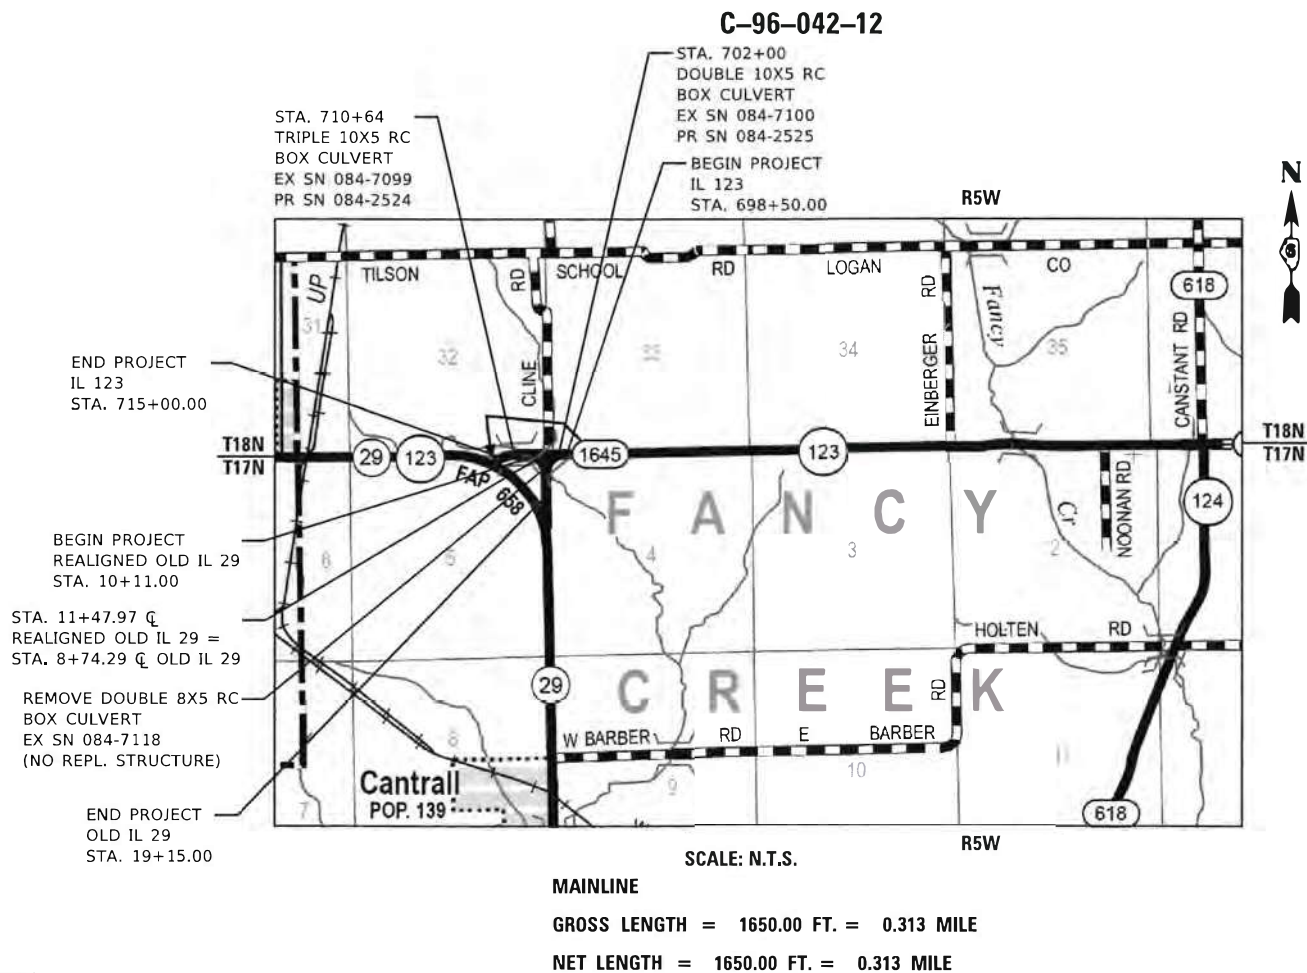 C–96–042–12
STA. 702+00
DOUBLE 10X5 RC
BOX CULVERT
EX SN 084-7100
PR SN 084-2525
STA. 710+64
TRIPLE 10X5 RC
BOX CULVERT
EX SN 084-7099
PR SN 084-2524
BEGIN PROJECT
IL 123
STA. 698+50.00
N
R5W
TILSON
RD
SCHOOL
RD
LOGAN
CO
UP
31
32
33
34
35
RD
EINBERGER
Fancy
618
CANSTANT RD
CLINE
END PROJECT
IL 123
STA. 715+00.00
T18N
T17N
29
123
1645
123
T18N
T17N
FAP 658
FANCY
Cr
NOONAN RD
124
6
5
4
3
2
BEGIN PROJECT
REALIGNED OLD IL 29
STA. 10+11.00
STA. 11+47.97 ℄
REALIGNED OLD IL 29 =
STA. 8+74.29 ℄ OLD IL 29
HOLTEN
RD
REMOVE DOUBLE 8X5 RC
BOX CULVERT
EX SN 084-7118
(NO REPL. STRUCTURE)
29
CREEK
RD
W BARBER
RD
E
BARBER
8
9
10
11
7
Cantrall
POP. 139
618
END PROJECT
OLD IL 29
STA. 19+15.00
R5W
SCALE: N.T.S.
MAINLINE
GROSS LENGTH = 1650.00 FT. = 0.313 MILE
NET LENGTH = 1650.00 FT. = 0.313 MILE